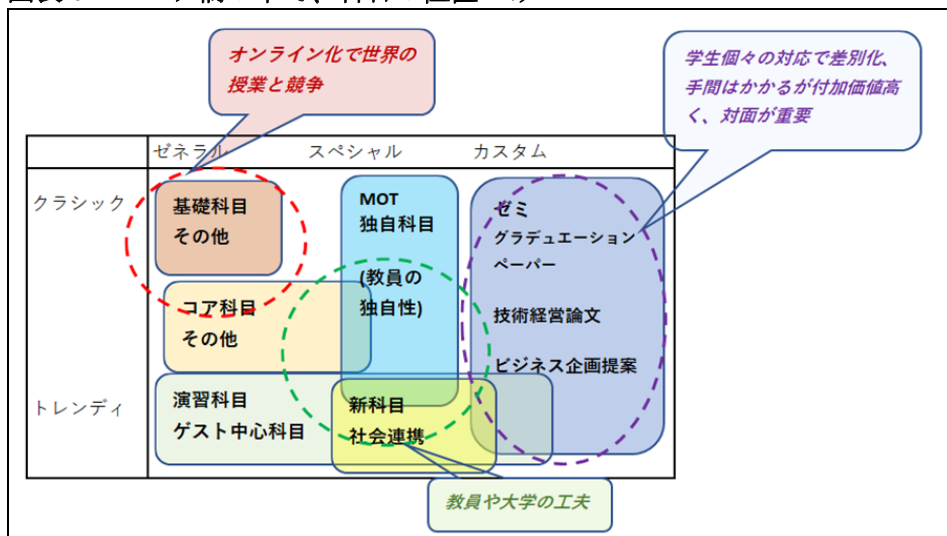 オンライン化で世界の
授業と競争
学生個々の対応で差別化、
手間はかかるが付加価値高
く、対面が重要
ゼネラル
スペシャル
カスタム
クラシック
基礎科目
その他
MOT
独自科目
(教員の
独自性)
ゼミ
グラデュエーション
ペーパー
技術経営論文
ビジネス企画提案
コア科目
その他
トレンディ
演習科目
ゲスト中心科目
新科目
社会連携
教員や大学の工夫